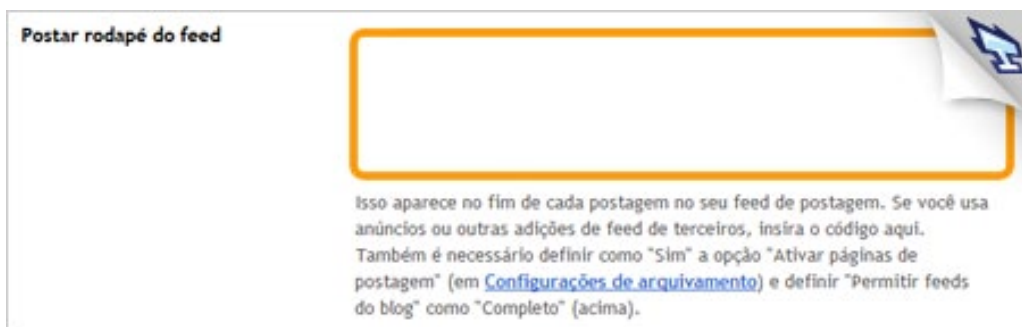 Postar rodapé do feed
Isso aparece no fim de cada postagem no seu feed de postagem. Se você usa
anúncios ou outras adições de feed de terceiros, insira o código aqui.
Também é necessário definir como "Sim" a opção "Ativar páginas de
postagem" (em Configurações de arquivamento) e definir "Permitir feeds
do blog" como "Completo" (acima).